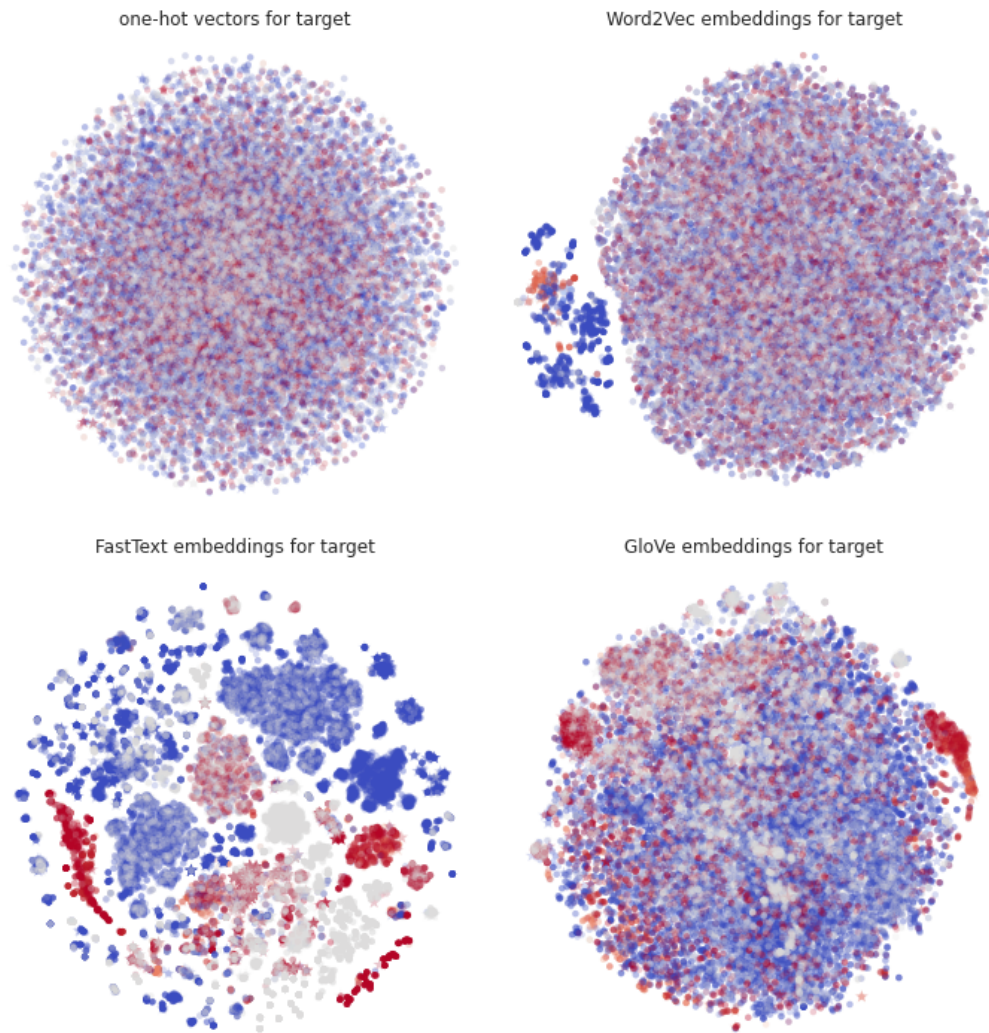 one-hot vectors for target
Word2Vec embeddings for target
FastText embeddings for target
GloVe embeddings for target